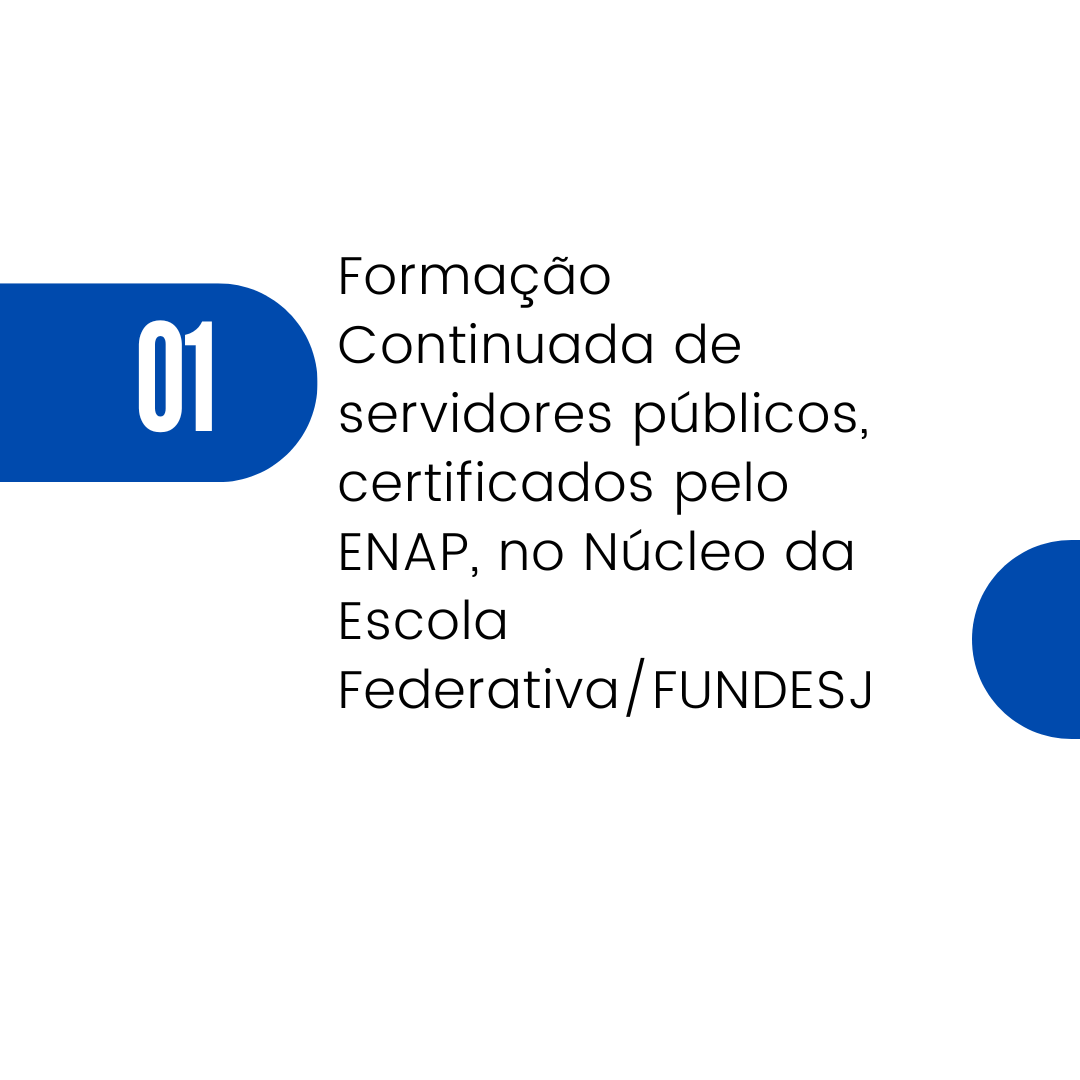 01
Formação
Continuada de
servidores públicos,
certificados pelo
ENAP, no Núcleo da
Escola
Federativa/FUNDESJ